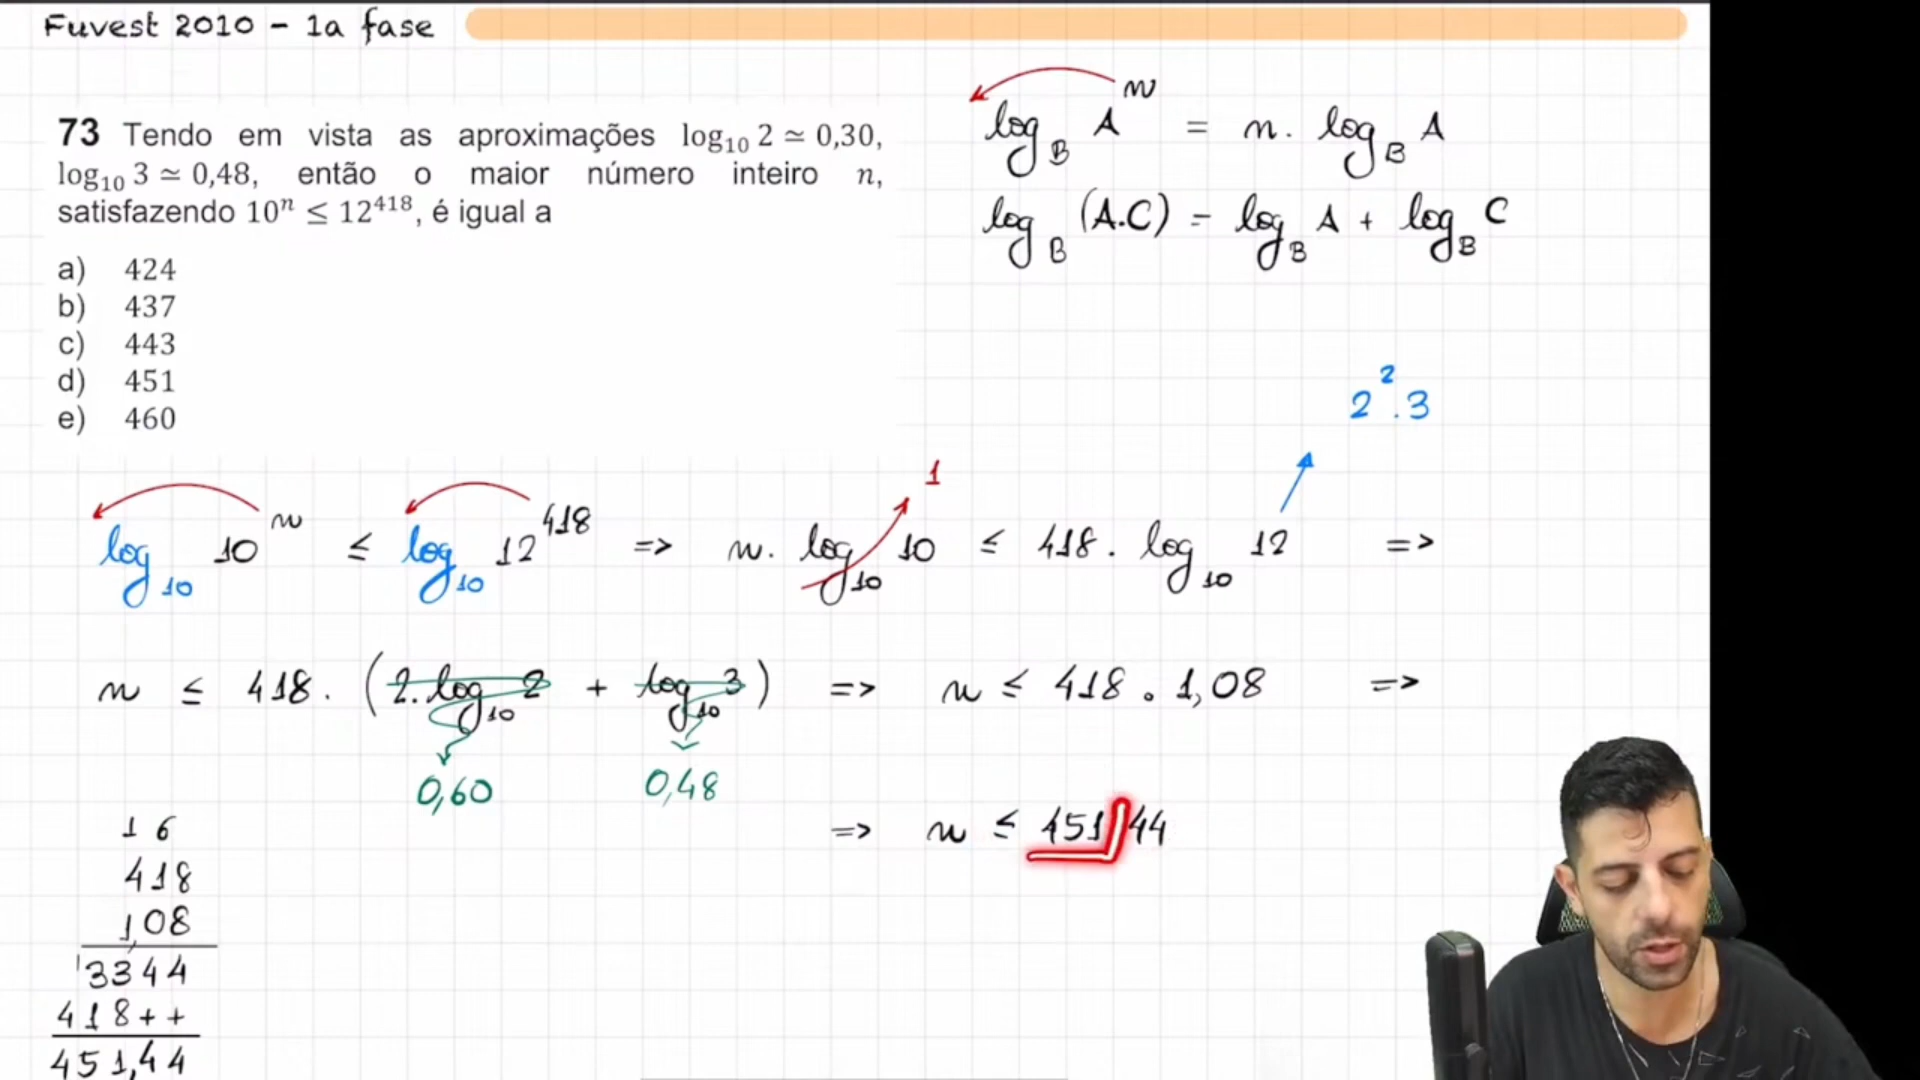 Fuvest 2010 - 1a fase
73 Tendo em vista as aproximações log₁₀ 2 ≃ 0,30,
log₁₀ 3 ≃ 0,48, então o maior número inteiro n,
satisfazendo 10ⁿ ≤ 12⁴¹⁸, é igual a
a) 424
b) 437
c) 443
d) 451
e) 460
log_B A^n = n. log_B A
log_B (A.C) = log_B A + log_B C
2².3
1
log₁₀ 10^n ≤ log₁₀ 12⁴¹⁸ => n. log₁₀ 10 ≤ 418. log₁₀ 12 =>
n ≤ 418. (2.log₁₀ 2 + log₁₀ 3) => n ≤ 418 . 1,08 =>
0,60 0,48
=> n ≤ 451,44
1 6
418
1,08
¹3344
418++
451,44